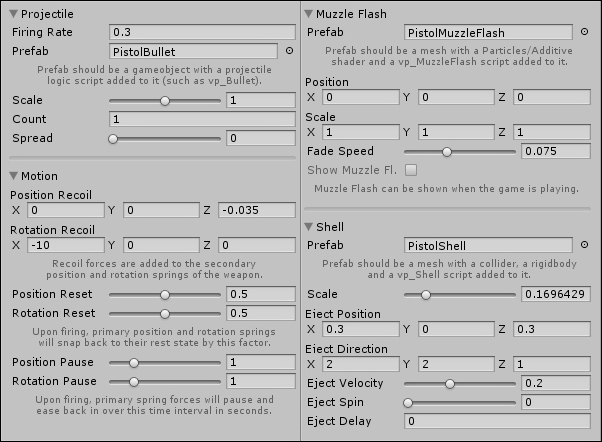 Projectile
Firing Rate 0.3
Prefab PistolBullet
Prefab should be a gameobject with a projectile
logic script added to it (such as vp_Bullet).
Scale 1
Count 1
Spread 0
Motion
Position Recoil
X 0 Y 0 Z -0.035
Rotation Recoil
X -10 Y 0 Z 0
Recoil forces are added to the secondary
position and rotation springs of the weapon.
Position Reset 0.5
Rotation Reset 0.5
Upon firing, primary position and rotation springs
will snap back to their rest state by this factor.
Position Pause 1
Rotation Pause 1
Upon firing, primary spring forces will pause and
ease back in over this time interval in seconds.
Muzzle Flash
Prefab PistolMuzzleFlash
Prefab should be a mesh with a Particles/Additive
shader and a vp_MuzzleFlash script added to it.
Position
X 0 Y 0 Z 0
Scale
X 1 Y 1 Z 1
Fade Speed 0.075
Show Muzzle Fl.
Muzzle Flash can be shown when the game is playing.
Shell
Prefab PistolShell
Prefab should be a mesh with a collider, a rigidbody
and a vp_Shell script added to it.
Scale 0.1696429
Eject Position
X 0.3 Y 0 Z 0.3
Eject Direction
X 2 Y 2 Z 1
Eject Velocity 0.2
Eject Spin 0
Eject Delay 0